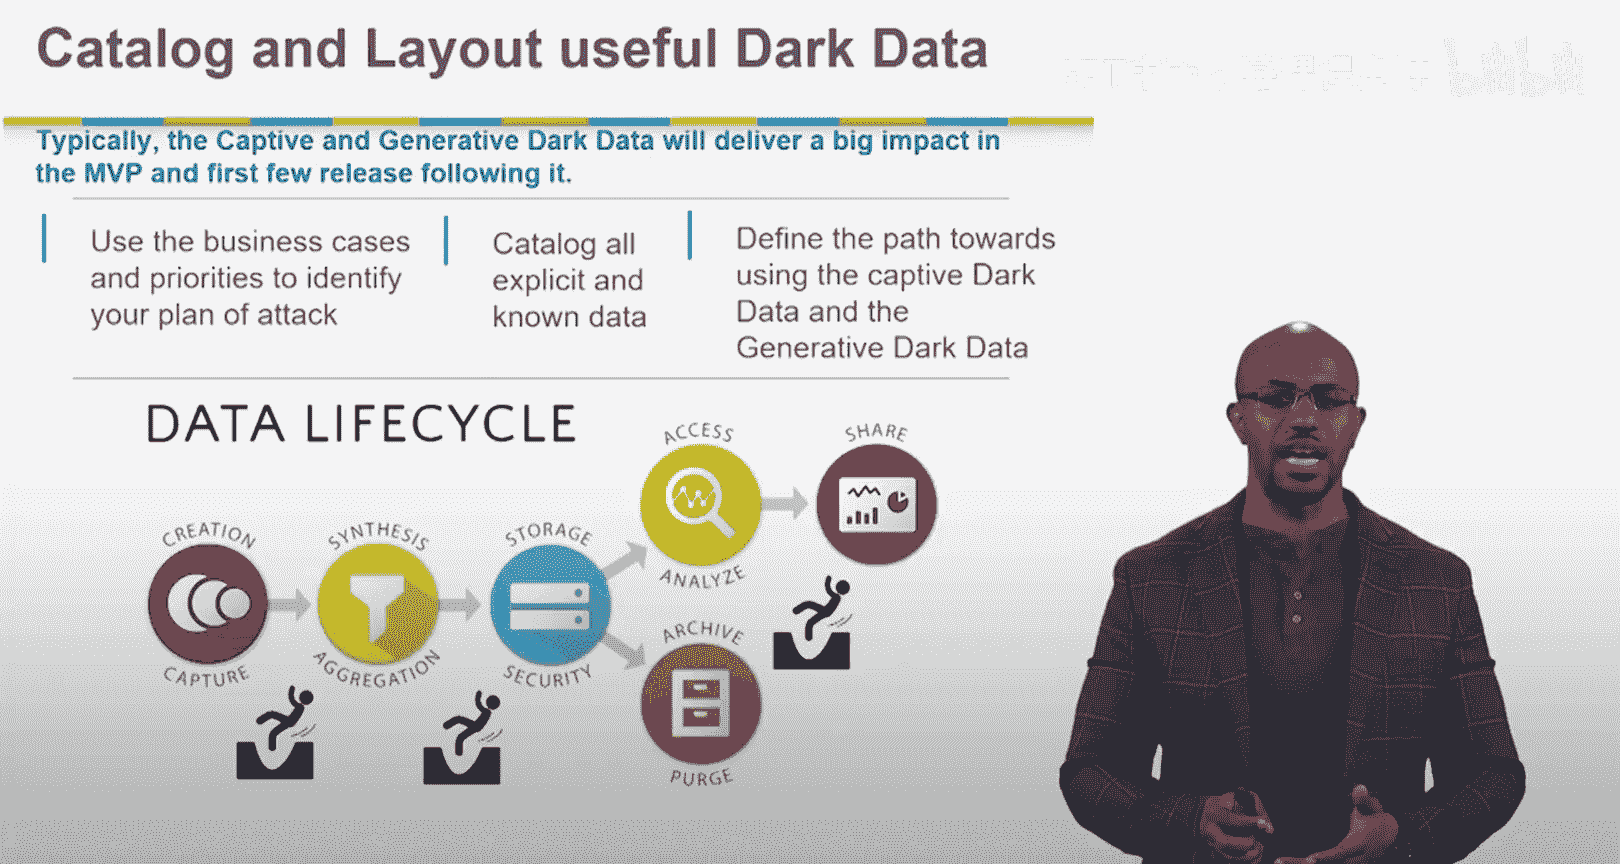 Catalog and Layout useful Dark Data
Typically, the Captive and Generative Dark Data will deliver a big impact in
the MVP and first few release following it.
Use the business cases
and priorities to identify
your plan of attack
Catalog all
explicit and
known data
Define the path towards
using the captive Dark
Data and the
Generative Dark Data
DATA LIFECYCLE
CREATION
CAPTURE
SYNTHESIS
AGGREGATION
STORAGE
SECURITY
ACCESS
ANALYZE
SHARE
ARCHIVE
PURGE